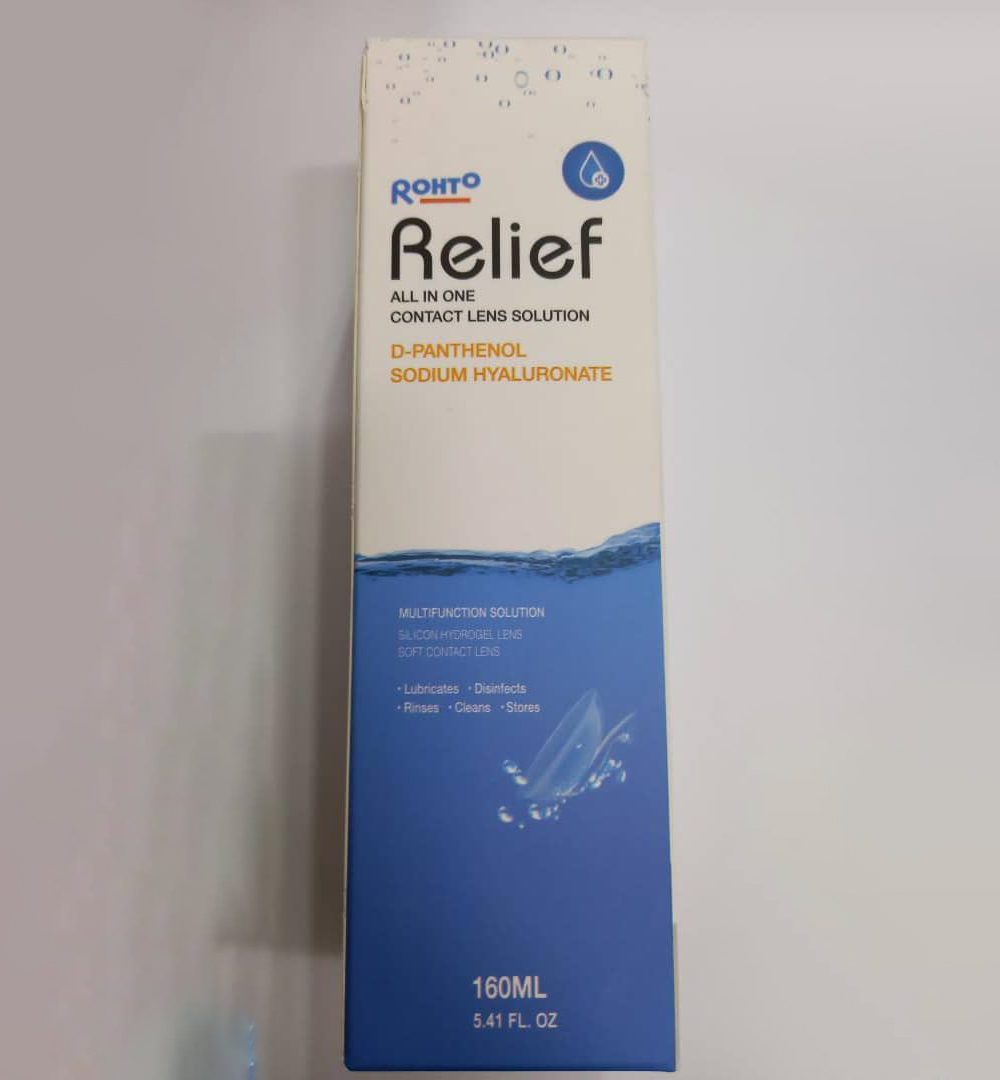 ROHTO
Relief
ALL IN ONE
CONTACT LENS SOLUTION
D-PANTHENOL
SODIUM HYALURONATE
MULTIFUNCTION SOLUTION
SILICON HYDROGEL LENS
SOFT CONTACT LENS
• Lubricates • Disinfects
• Rinses • Cleans • Stores
160ML
5.41 FL. OZ